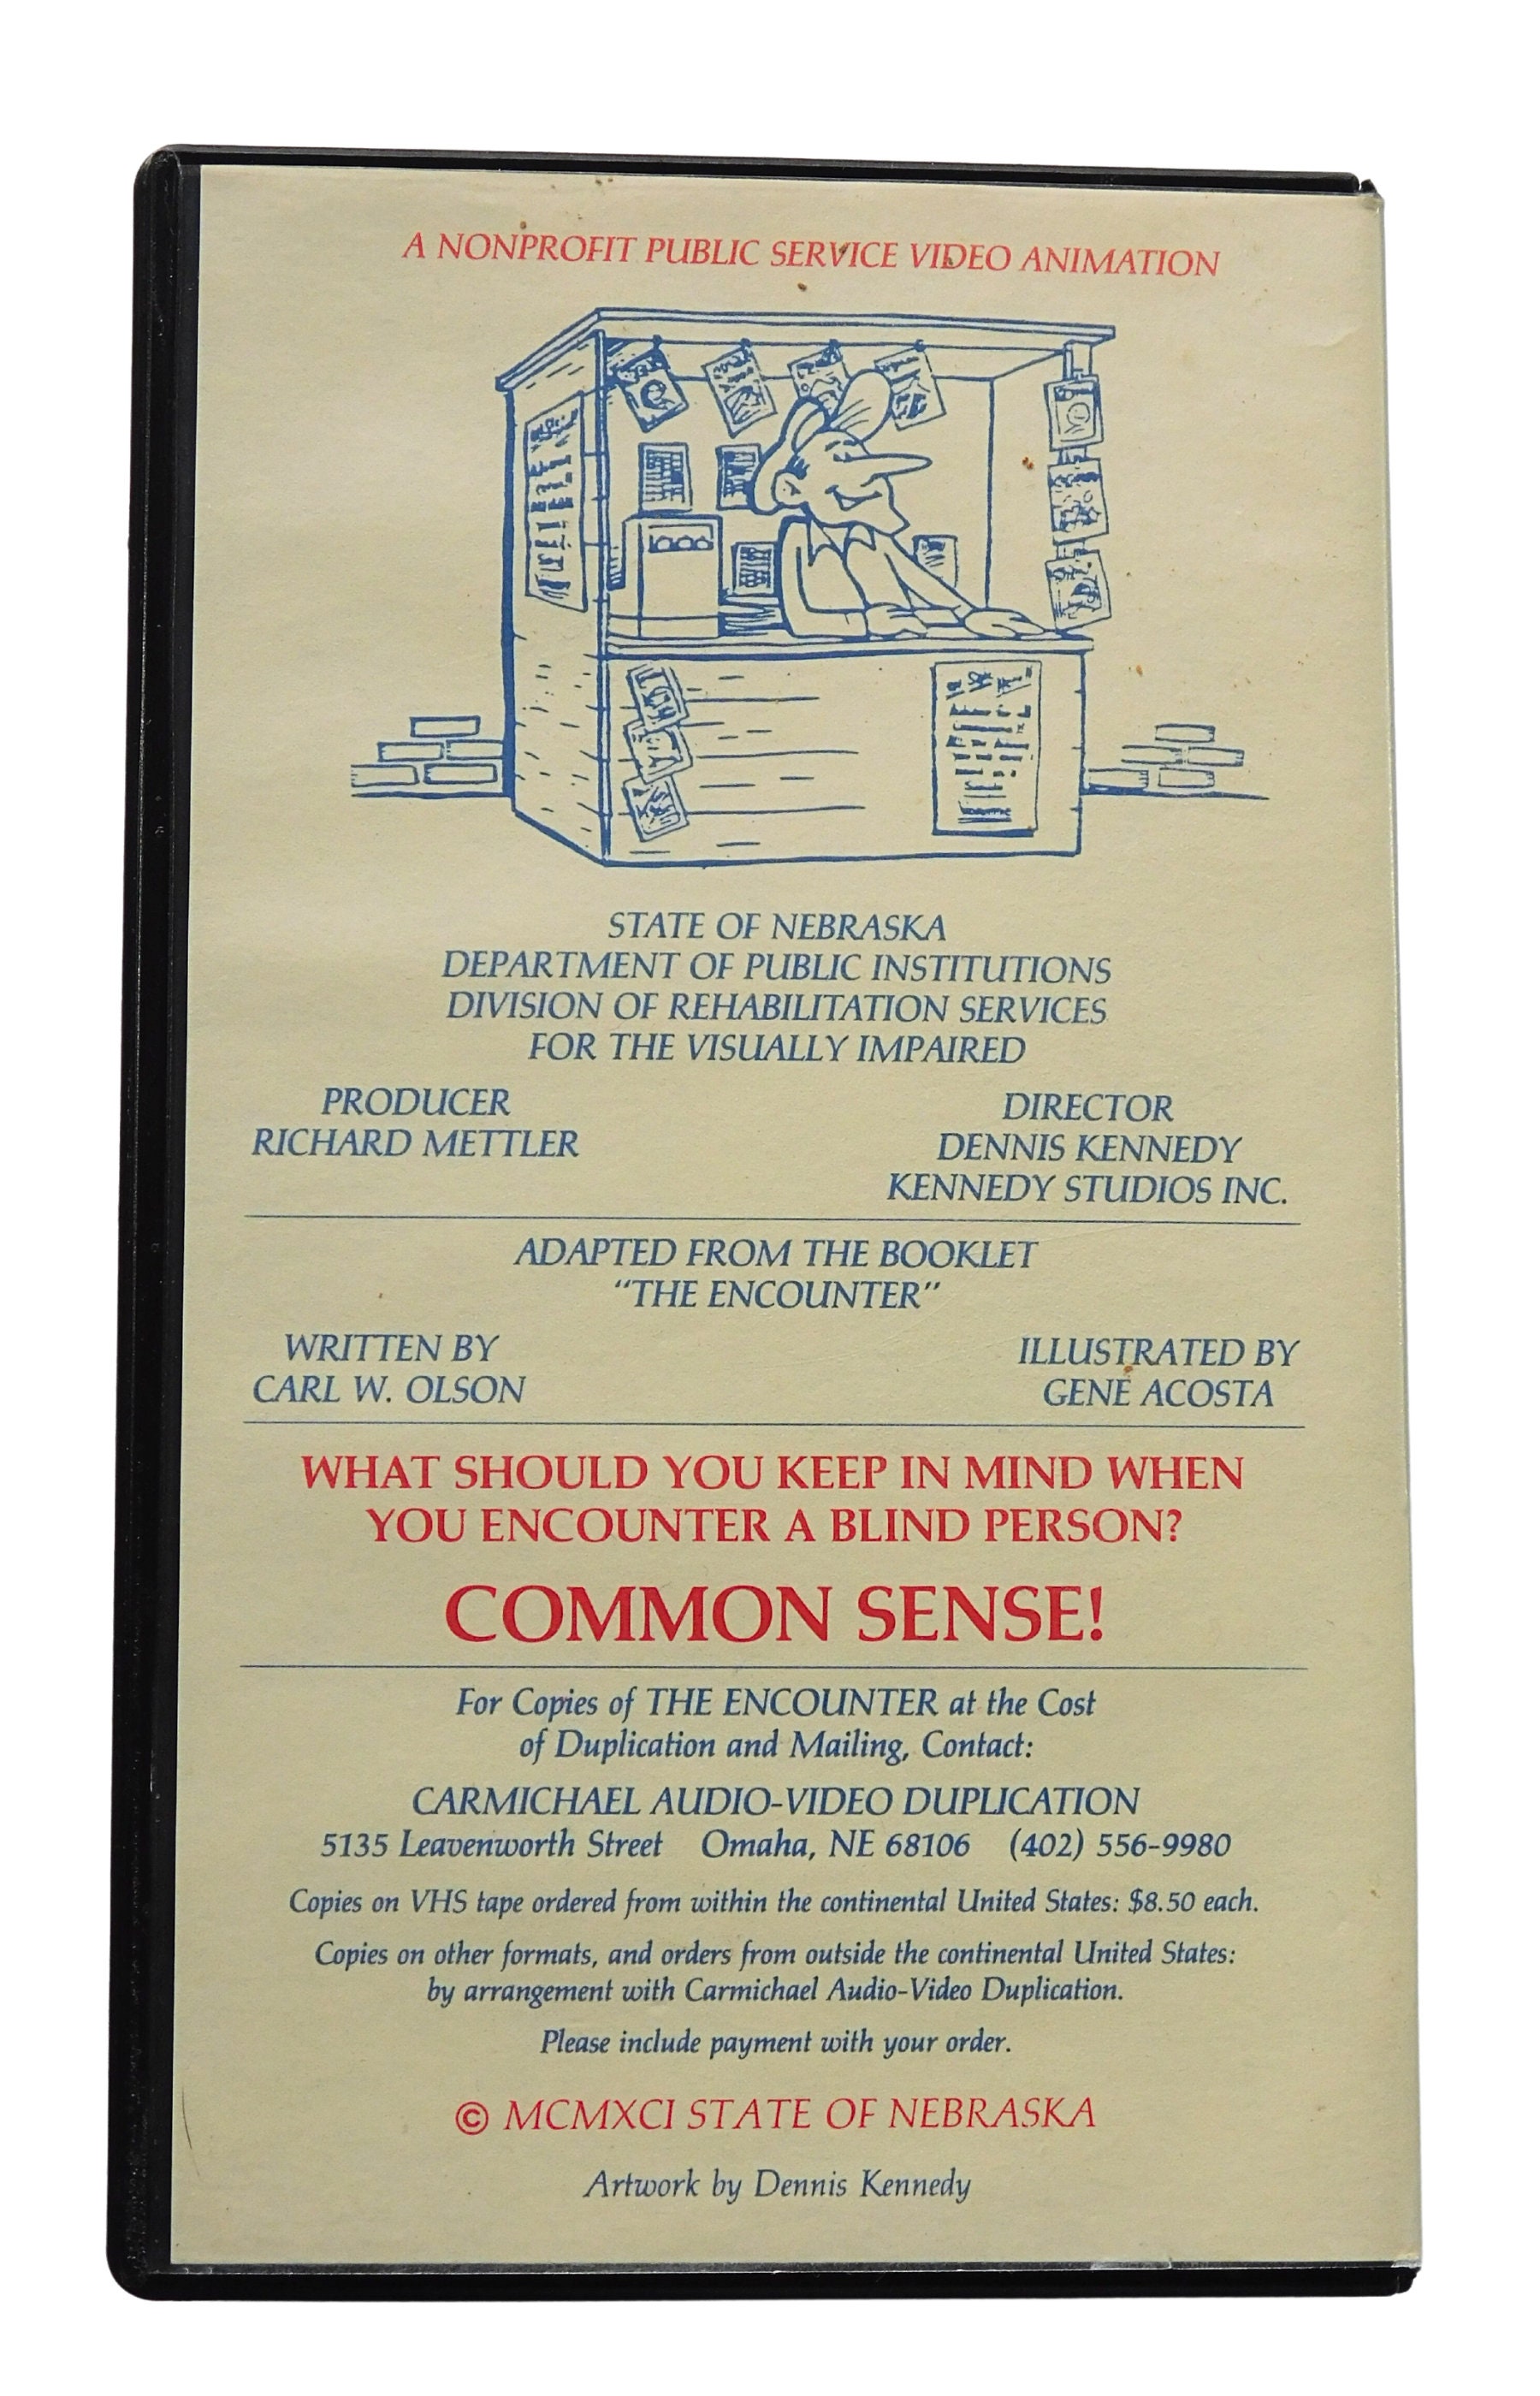 A NONPROFIT PUBLIC SERVICE VIDEO ANIMATION
STATE OF NEBRASKA
DEPARTMENT OF PUBLIC INSTITUTIONS
DIVISION OF REHABILITATION SERVICES
FOR THE VISUALLY IMPAIRED
PRODUCER
RICHARD METTLER
DIRECTOR
DENNIS KENNEDY
KENNEDY STUDIOS INC.
ADAPTED FROM THE BOOKLET
“THE ENCOUNTER”
WRITTEN BY
CARL W. OLSON
ILLUSTRATED BY
GENE ACOSTA
WHAT SHOULD YOU KEEP IN MIND WHEN
YOU ENCOUNTER A BLIND PERSON?
COMMON SENSE!
For Copies of THE ENCOUNTER at the Cost
of Duplication and Mailing, Contact:
CARMICHAEL AUDIO-VIDEO DUPLICATION
5135 Leavenworth Street Omaha, NE 68106 (402) 556-9980
Copies on VHS tape ordered from within the continental United States: $8.50 each.
Copies on other formats, and orders from outside the continental United States:
by arrangement with Carmichael Audio-Video Duplication.
Please include payment with your order.
© MCMXCI STATE OF NEBRASKA
Artwork by Dennis Kennedy